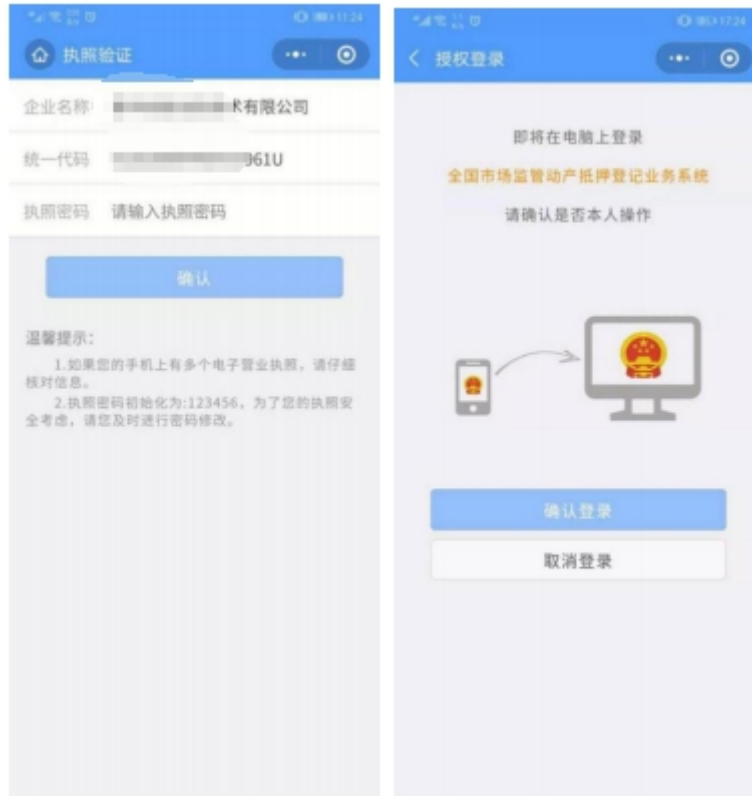 11:24
执照验证
企业名称
术有限公司
统一代码
061U
执照密码 请输入执照密码
确认
温馨提示:
1.如果您的手机上有多个电子营业执照，请仔细
核对信息。
2.执照密码初始化为:123456，为了您的执照安
全考虑，请您及时进行密码修改。
17:24
授权登录
即将在电脑上登录
全国市场监管动产抵押登记业务系统
请确认是否本人操作
确认登录
取消登录